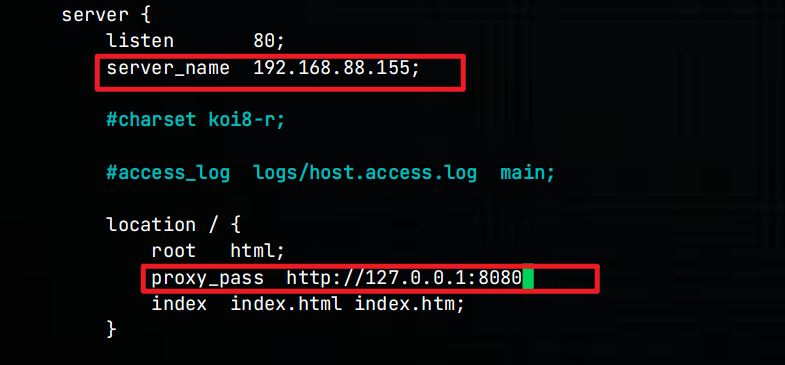 server {
listen 80;
server_name 192.168.88.155;
#charset koi8-r;
#access_log logs/host.access.log main;
location / {
root html;
proxy_pass http://127.0.0.1:8080
index index.html index.htm;
}